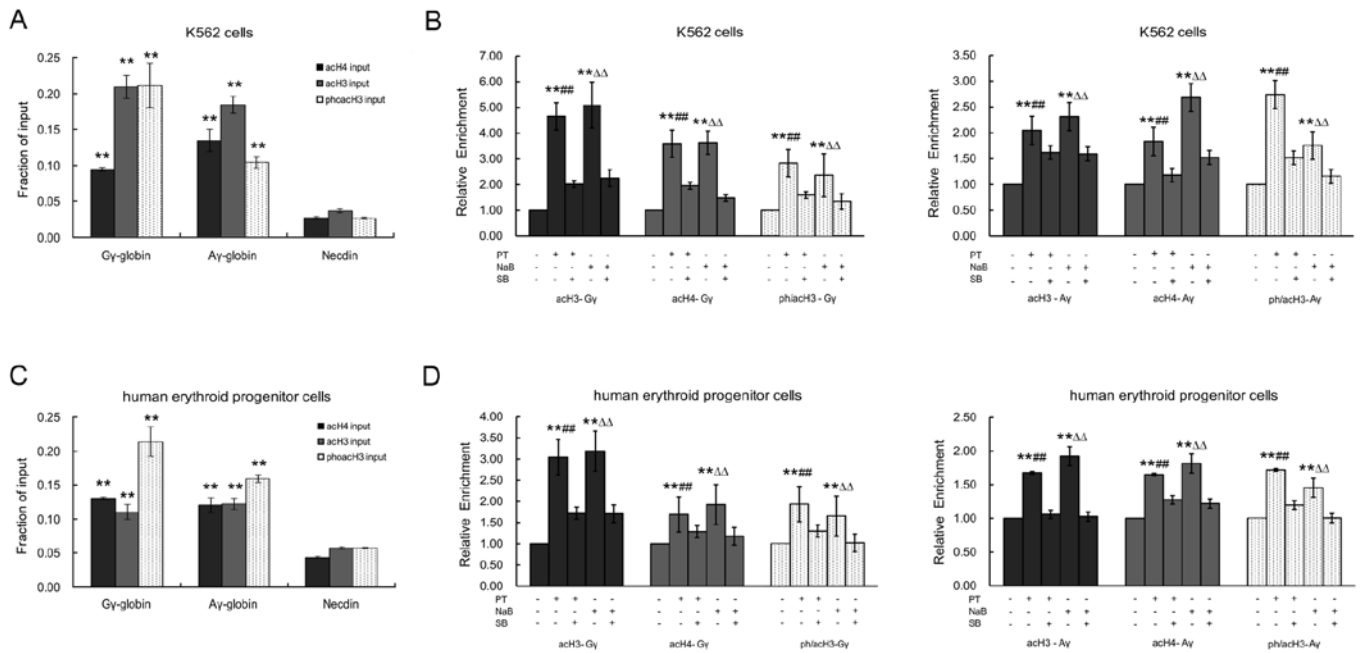 A
K562 cells
Fraction of input
0.25
0.20
0.15
0.10
0.05
0.00
** ** **
** ** **
acH4 input
acH3 input
phoacH3 input
Gγ-globin Aγ-globin Necdin
B
K562 cells
Relative Enrichment
7.00
6.00
5.00
4.00
3.00
2.00
1.00
0.00
**## **ΔΔ **## **ΔΔ **## **ΔΔ
PT - + + - - - + + - - - + + - -
NaB - - - + + - - - + + - - - + +
SB - - + - + - - + - + - - + - +
acH3- Gγ acH4- Gγ ph/acH3 - Gγ
K562 cells
Relative Enrichment
3.50
3.00
2.50
2.00
1.50
1.00
0.50
0.00
**## **ΔΔ **## **ΔΔ **## **ΔΔ
PT - + + - - - + + - - - + + - -
NaB - - - + + - - - + + - - - + +
SB - - + - + - - + - + - - + - +
acH3 - Aγ acH4- Aγ ph/acH3-Aγ
C
human erythroid progenitor cells
Fraction of input
0.25
0.20
0.15
0.10
0.05
0.00
** ** **
** ** **
acH4 input
acH3 input
phoacH3 input
Gγ-globin Aγ-globin Necdin
D
human erythroid progenitor cells
Relative Enrichment
4.00
3.50
3.00
2.50
2.00
1.50
1.00
0.50
0.00
**## **ΔΔ **## **ΔΔ **## **ΔΔ
PT - + + - - - + + - - - + + - -
NaB - - - + + - - - + + - - - + +
SB - - + - + - - + - + - - + - +
acH3- Gγ acH4- Gγ ph/acH3-Gγ
human erythroid progenitor cells
Relative Enrichment
2.50
2.00
1.50
1.00
0.50
0.00
**## **ΔΔ **## **ΔΔ **## **ΔΔ
PT - + + - - - + + - - - + + - -
NaB - - - + + - - - + + - - - + +
SB - - + - + - - + - + - - + - +
acH3 - Aγ acH4 - Aγ ph/acH3- Aγ